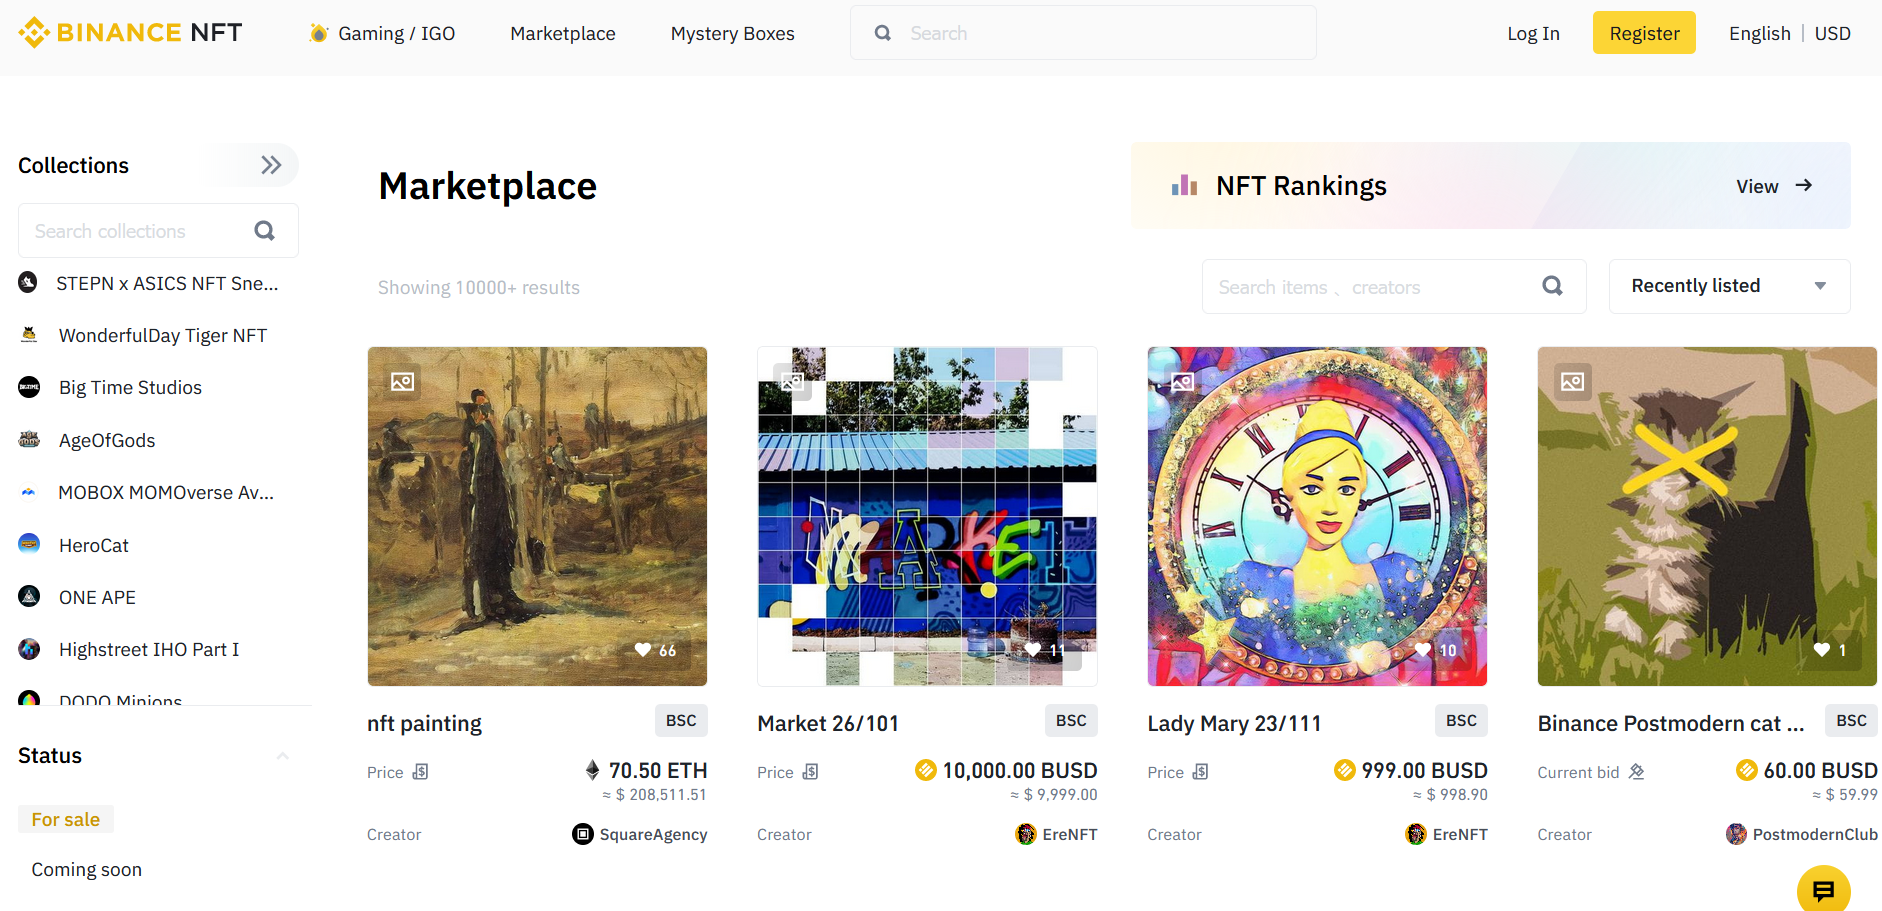 BINANCE NFT
Gaming / IGO
Marketplace
Mystery Boxes
Search
Log In
Register
English | USD
Collections
Search collections
STEPN x ASICS NFT Sne...
WonderfulDay Tiger NFT
Big Time Studios
AgeOfGods
MOBOX MOMOverse Av...
HeroCat
ONE APE
Highstreet IHO Part I
DODO Minions
Status
For sale
Coming soon
Marketplace
NFT Rankings
View
Showing 10000+ results
Search items 、creators
Recently listed
66
nft painting
BSC
Price
70.50 ETH
≈ $ 208,511.51
Creator
SquareAgency
MARKET
11
Market 26/101
BSC
Price
10,000.00 BUSD
≈ $ 9,999.00
Creator
EreNFT
10
Lady Mary 23/111
BSC
Price
999.00 BUSD
≈ $ 998.90
Creator
EreNFT
1
Binance Postmodern cat ...
BSC
Current bid
60.00 BUSD
≈ $ 59.99
Creator
PostmodernClub